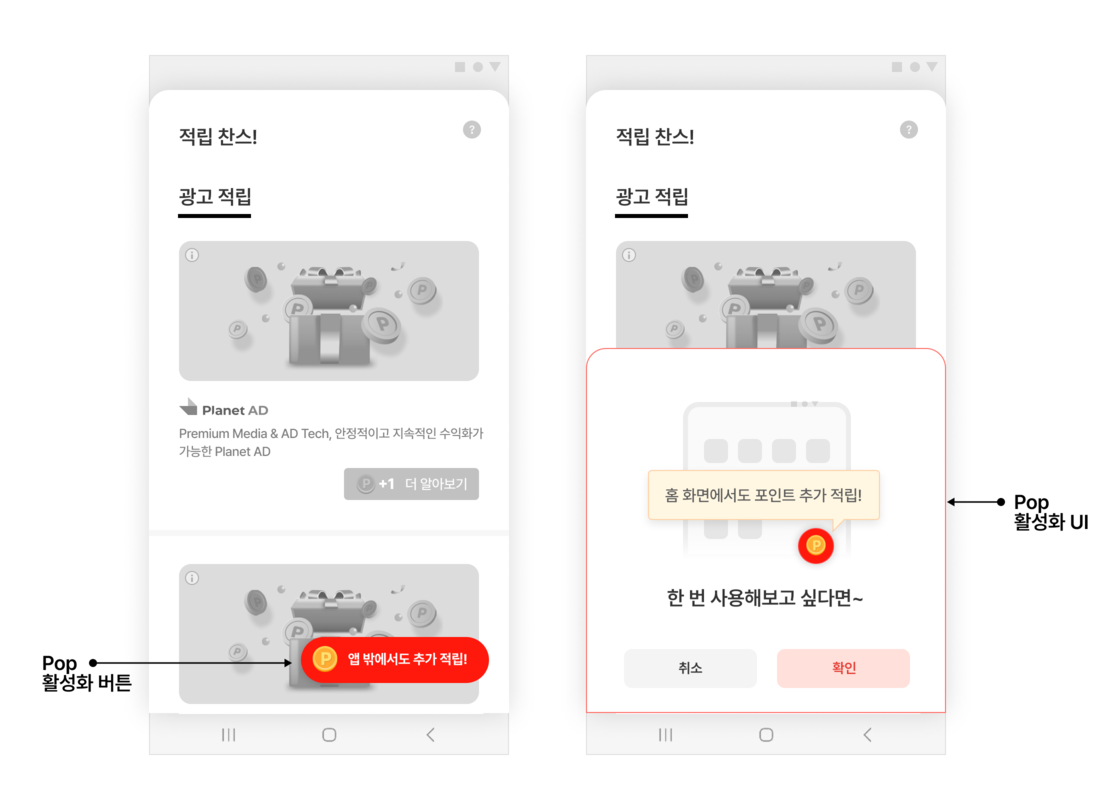 적립 찬스!
?
광고 적립
i
P
P
P
P
P
Planet AD
Premium Media & AD Tech, 안정적이고 지속적인 수익화가
가능한 Planet AD
P +1 더 알아보기
i
P
P
P
P
P 앱 밖에서도 추가 적립!
Pop
활성화 버튼
적립 찬스!
?
광고 적립
i
P
P
P
P
P
홈 화면에서도 포인트 추가 적립!
P
한 번 사용해보고 싶다면~
취소
확인
Pop
활성화 UI